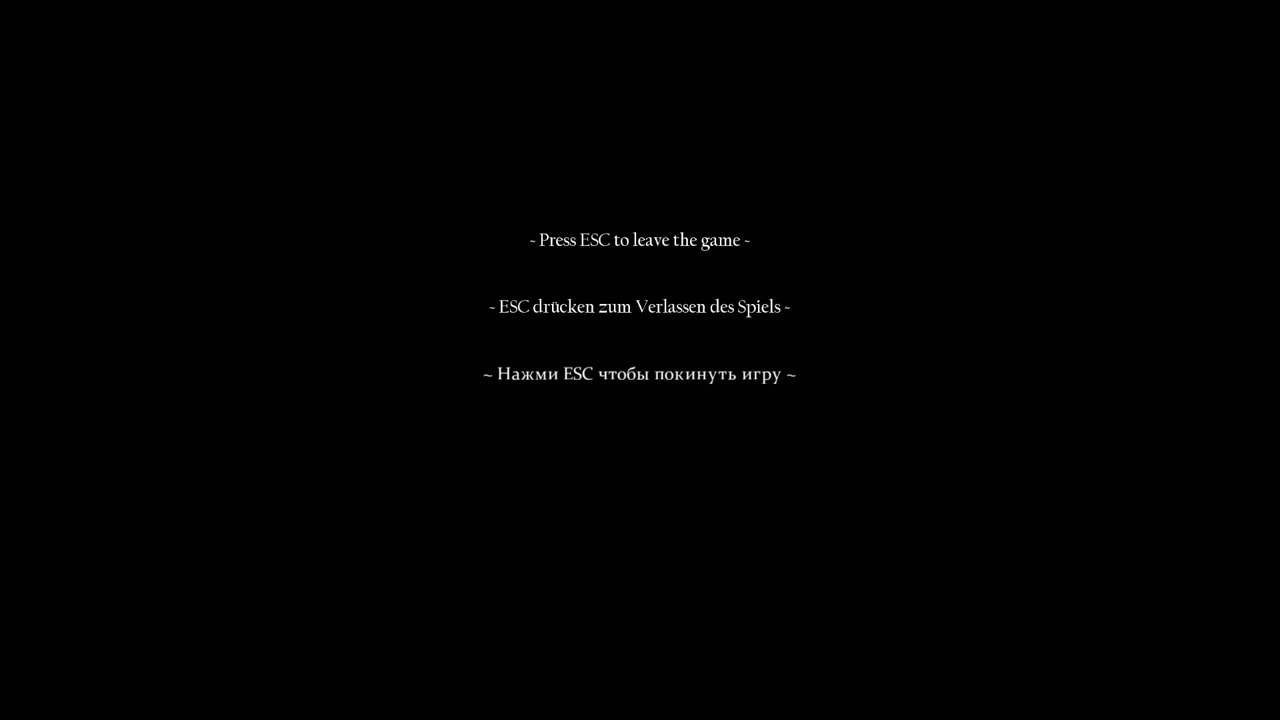 ~ Press ESC to leave the game ~
~ ESC drücken zum Verlassen des Spiels ~
~ Нажми ESC чтобы покинуть игру ~